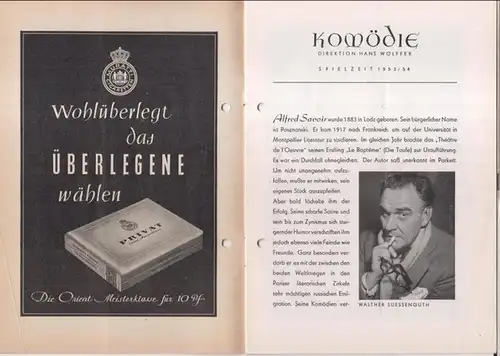 Wohlüberlegt
das
ÜBERLEGENE
wählen
PRIVAT
Die Orient-Meisterklasse für 10 Pf
KOMÖDIE
DIREKTION HANS WÖLFFER
SPIELZEIT 1953/54
Alfred Savoir wurde 1883 in Lodz geboren. Sein bürgerlicher Name
ist Posznanski. Er kam 1917 nach Frankreich, um auf der Universität in
Montpellier Literatur zu studieren. Im gleichen Jahr brachte das „Théâtre
de l'Oeuvre" seinen Erstling „Le Baptême" (Die Taufe) zur Uraufführung.
Es war ein Durchfall ohnegleichen. Der Autor saß unerkannt im Parkett.
Um nicht unangenehm aufzu-
fallen, mußte er mitwirken, sein
eigenes Stück auszupfeifen.
Aber bald lächelte ihm der
Erfolg. Seine scharfe Satire und
sein bis zum Zynismus sich stei-
gernder Humor verschafften ihm
jedoch ebenso viele Feinde wie
Freunde. Ganz besonders ver-
darb er es mit der zwischen den
beiden Weltkriegen in den
Pariser literarischen Zirkeln
sehr mächtigen russischen Emi-
gration. Seine Komödien ver-
WALTHER SUESSENGUTH